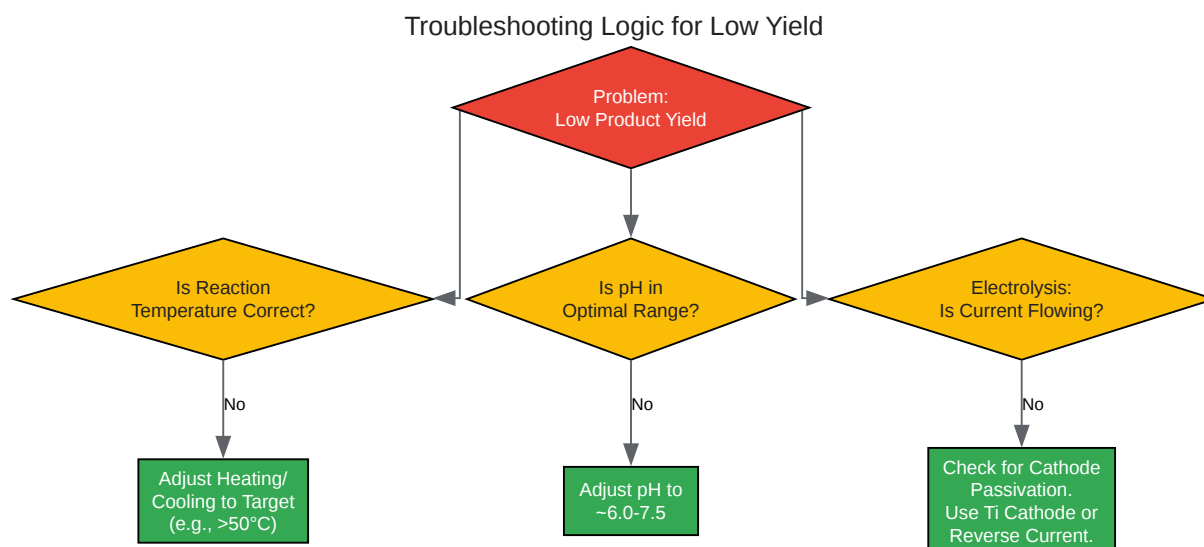 Troubleshooting Logic for Low Yield
Problem:
Low Product Yield
Is Reaction
Temperature Correct?
Is pH in
Optimal Range?
Electrolysis:
Is Current Flowing?
No
No
No
Adjust Heating/
Cooling to Target
(e.g., >50°C)
Adjust pH to
~6.0-7.5
Check for Cathode
Passivation.
Use Ti Cathode or
Reverse Current.